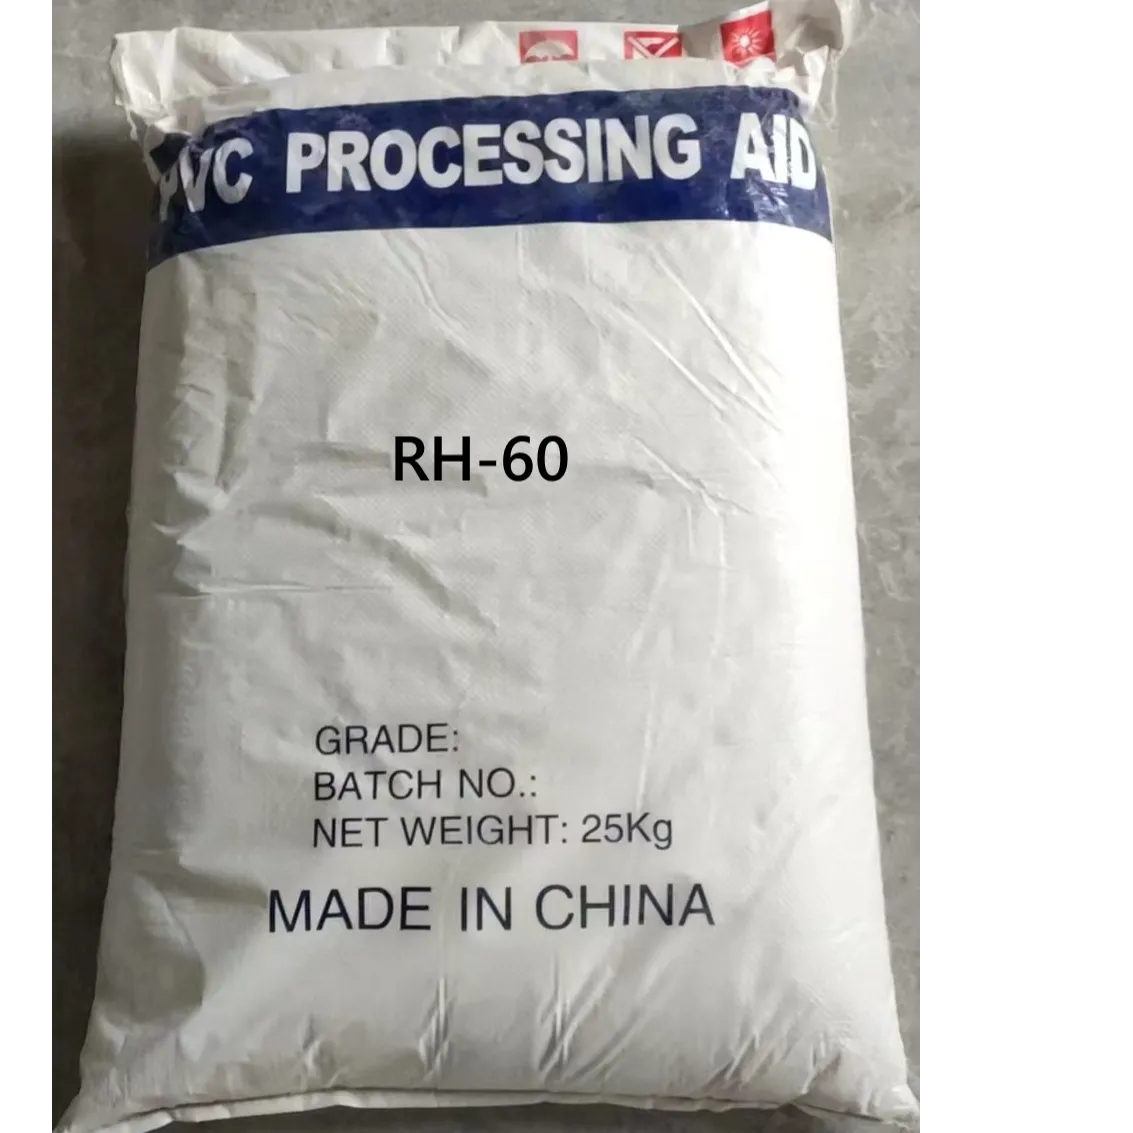 PVC PROCESSING AID
RH-60
GRADE:
BATCH NO.:
NET WEIGHT: 25Kg
MADE IN CHINA